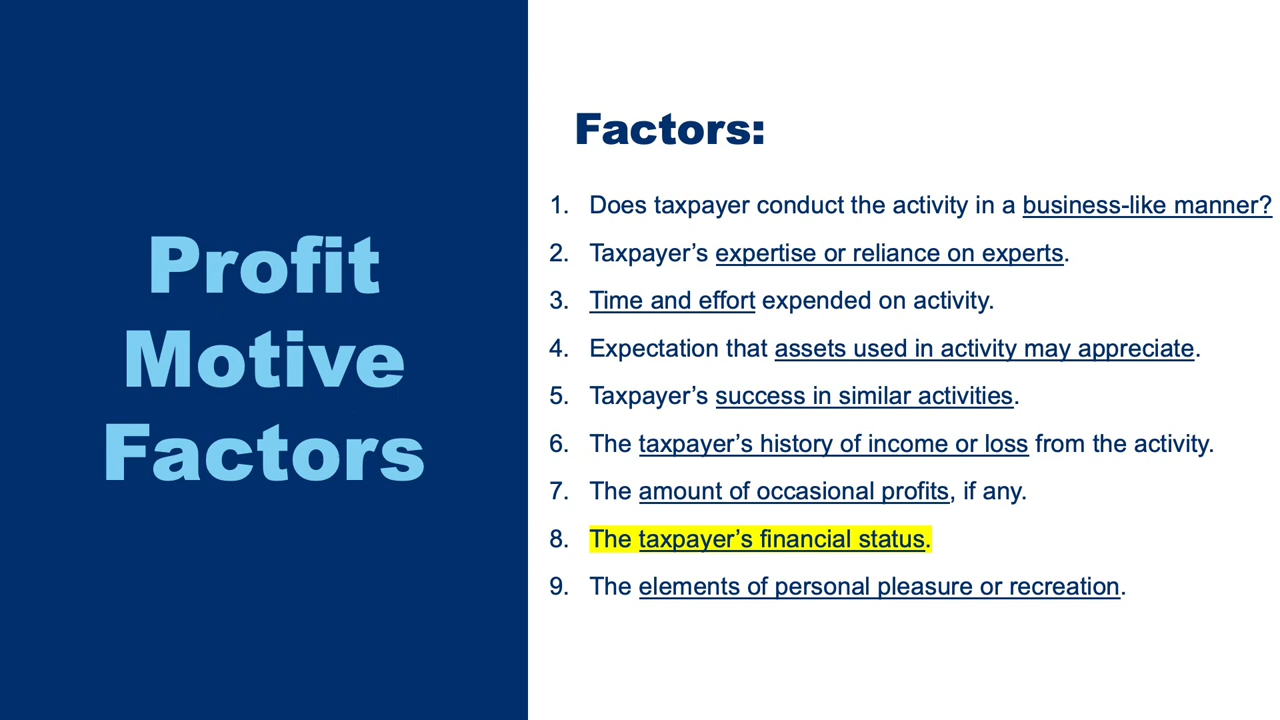 Profit
Motive
Factors
Factors:
1. Does taxpayer conduct the activity in a business-like manner?
2. Taxpayer’s expertise or reliance on experts.
3. Time and effort expended on activity.
4. Expectation that assets used in activity may appreciate.
5. Taxpayer’s success in similar activities.
6. The taxpayer’s history of income or loss from the activity.
7. The amount of occasional profits, if any.
8. The taxpayer’s financial status.
9. The elements of personal pleasure or recreation.